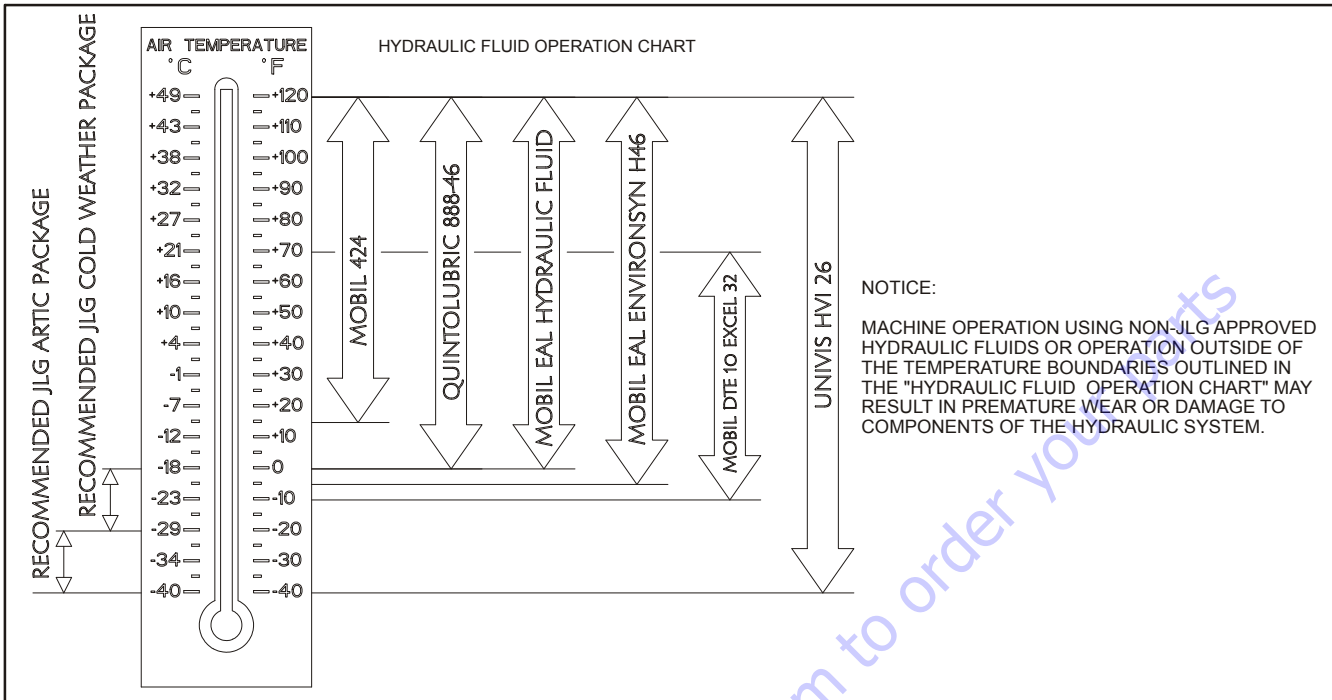 HYDRAULIC FLUID OPERATION CHART
AIR TEMPERATURE
°C °F
+49 +120
+43 +110
+38 +100
+32 +90
+27 +80
+21 +70
+16 +60
+10 +50
+4 +40
-1 +30
-7 +20
-12 +10
-18 0
-23 -10
-29 -20
-34 -30
-40 -40
RECOMMENDED JLG ARTIC PACKAGE
RECOMMENDED JLG COLD WEATHER PACKAGE
MOBIL 424
QUINTOLUBRIC 888-46
MOBIL EAL HYDRAULIC FLUID
MOBIL EAL ENVIRONSYN H46
MOBIL DTE 10 EXCEL 32
UNIVIS HVI 26
NOTICE:
MACHINE OPERATION USING NON-JLG APPROVED
HYDRAULIC FLUIDS OR OPERATION OUTSIDE OF
THE TEMPERATURE BOUNDARIES OUTLINED IN
THE "HYDRAULIC FLUID OPERATION CHART" MAY
RESULT IN PREMATURE WEAR OR DAMAGE TO
COMPONENTS OF THE HYDRAULIC SYSTEM.
m to order your parts